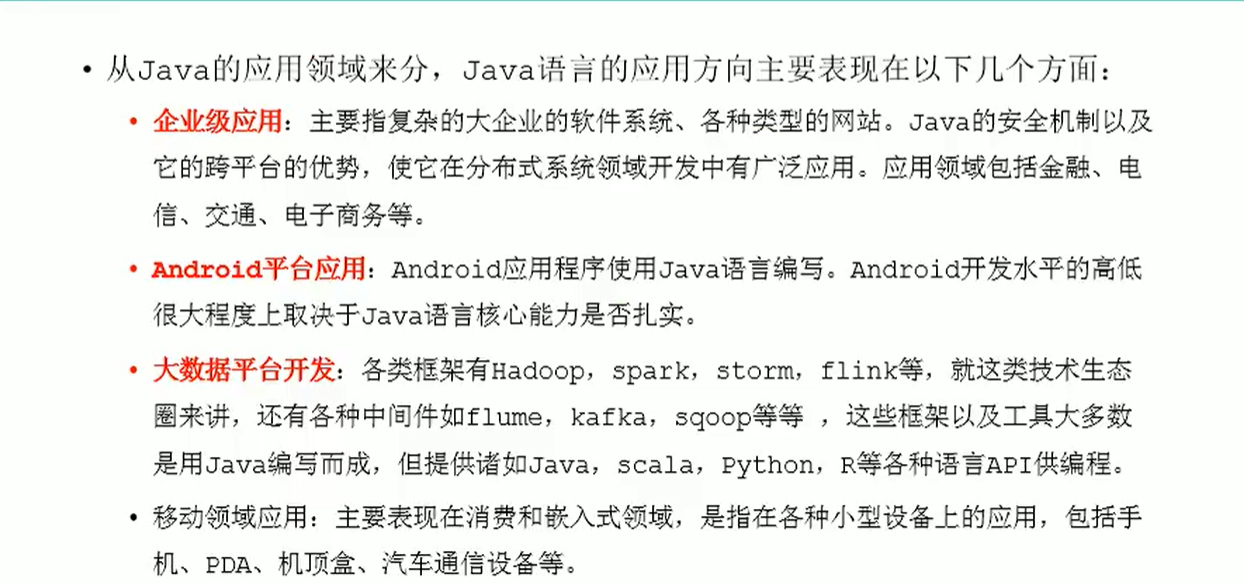 • 从Java的应用领域来分，Java语言的应用方向主要表现在以下几个方面：
• 企业级应用：主要指复杂的大企业的软件系统、各种类型的网站。Java的安全机制以及
它的跨平台的优势，使它在分布式系统领域开发中有广泛应用。应用领域包括金融、电
信、交通、电子商务等。
• Android平台应用：Android应用程序使用Java语言编写。Android开发水平的高低
很大程度上取决于Java语言核心能力是否扎实。
• 大数据平台开发：各类框架有Hadoop，spark，storm，flink等，就这类技术生态
圈来讲，还有各种中间件如flume，kafka，sqoop等等 ，这些框架以及工具大多数
是用Java编写而成，但提供诸如Java，scala，Python，R等各种语言API供编程。
• 移动领域应用：主要表现在消费和嵌入式领域，是指在各种小型设备上的应用，包括手
机、PDA、机顶盒、汽车通信设备等。